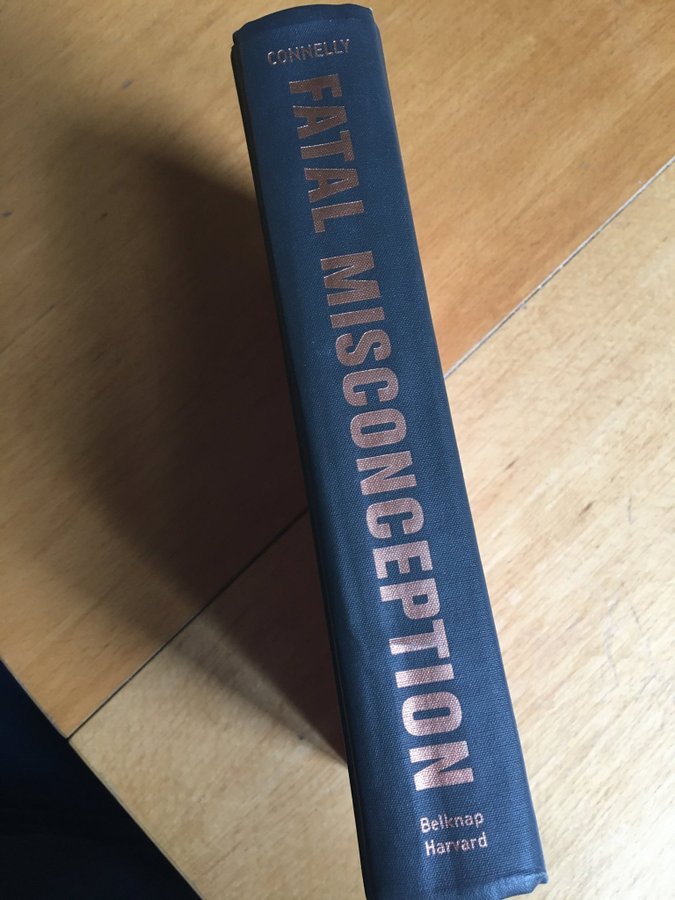 CONNELLY
FATAL MISCONCEPTION
Belknap
Harvard